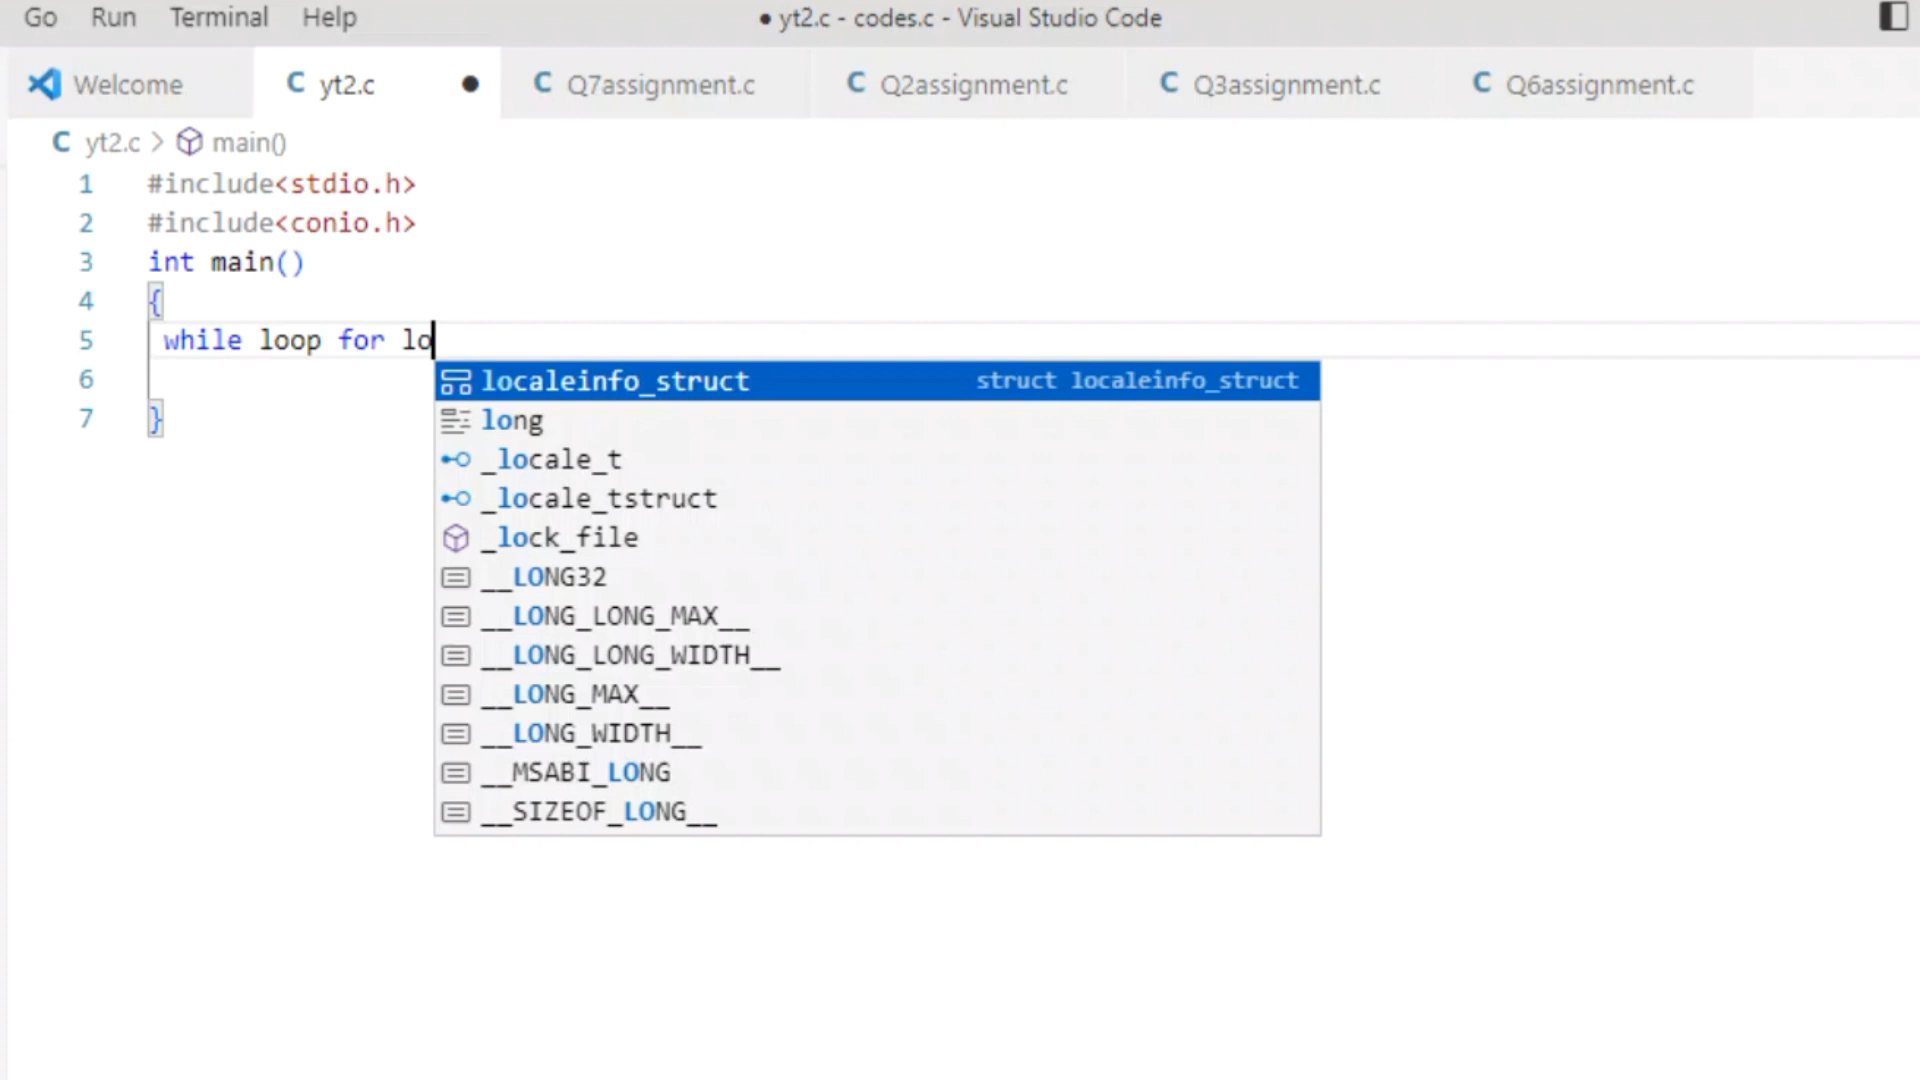 Go Run Terminal Help ● yt2.c - codes.c - Visual Studio Code
Welcome C yt2.c ● C Q7assignment.c C Q2assignment.c C Q3assignment.c C Q6assignment.c
C yt2.c > main()
1 #include<stdio.h>
2 #include<conio.h>
3 int main()
4 {
5 while loop for lo
6
7 }
localeinfo_struct struct localeinfo_struct
long
_locale_t
_locale_tstruct
_lock_file
__LONG32
__LONG_LONG_MAX__
__LONG_LONG_WIDTH__
__LONG_MAX__
__LONG_WIDTH__
__MSABI_LONG
__SIZEOF_LONG__